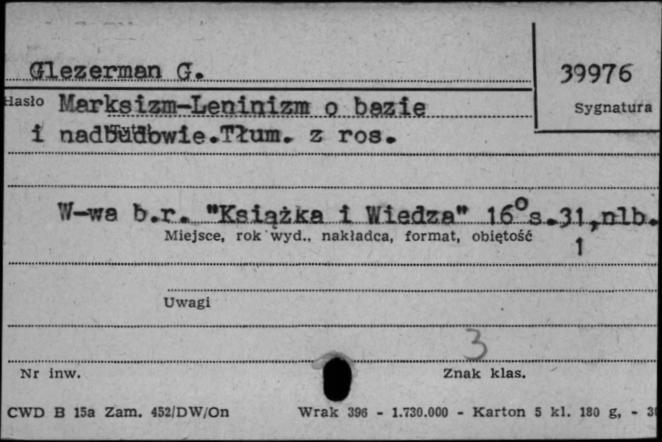 Glezerman G.
39976
Hasło Marksizm-Leninizm o bazie
Sygnatura
i nadbudowie.Tłum. z ros.
W-wa b.r. "Książka i Wiedza" 16° s.31,nlb.
1
Miejsce, rok wyd., nakładca, format, objętość
Uwagi
3
Nr inw.
Znak klas.
CWD B 15a Zam. 452/DW/On Wrak 396 - 1.730.000 - Karton 5 kl. 180 g, -